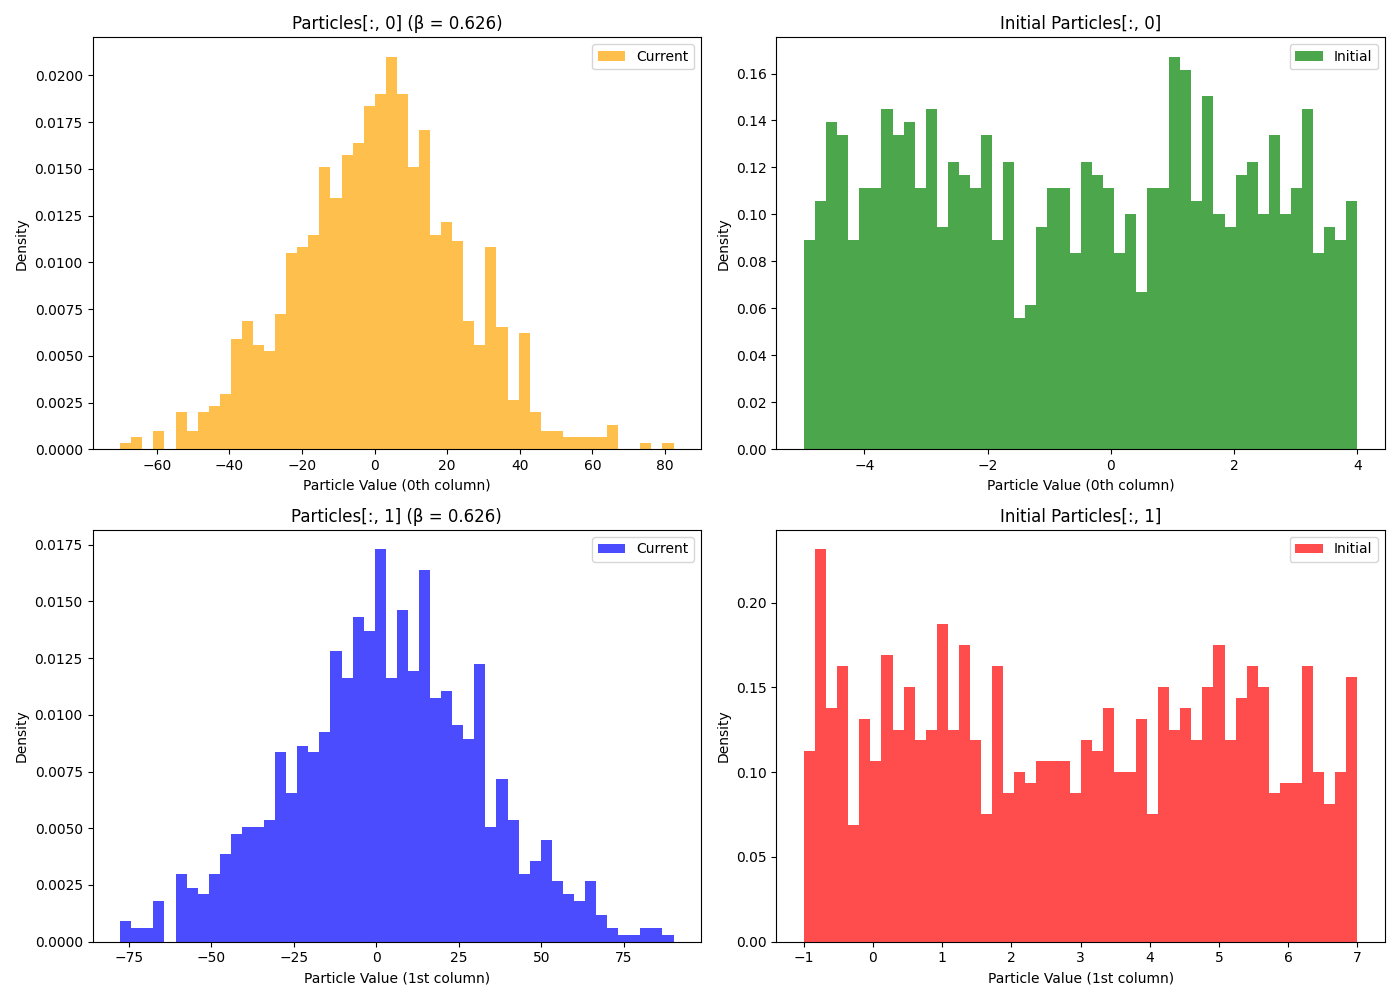 Particles[:, 0] (β = 0.626)
Current
Density
0.0200
0.0175
0.0150
0.0125
0.0100
0.0075
0.0050
0.0025
0.0000
−60 −40 −20 0 20 40 60 80
Particle Value (0th column)
Initial Particles[:, 0]
Initial
Density
0.16
0.14
0.12
0.10
0.08
0.06
0.04
0.02
0.00
−4 −2 0 2 4
Particle Value (0th column)
Particles[:, 1] (β = 0.626)
Current
Density
0.0175
0.0150
0.0125
0.0100
0.0075
0.0050
0.0025
0.0000
−75 −50 −25 0 25 50 75
Particle Value (1st column)
Initial Particles[:, 1]
Initial
Density
0.20
0.15
0.10
0.05
0.00
−1 0 1 2 3 4 5 6 7
Particle Value (1st column)